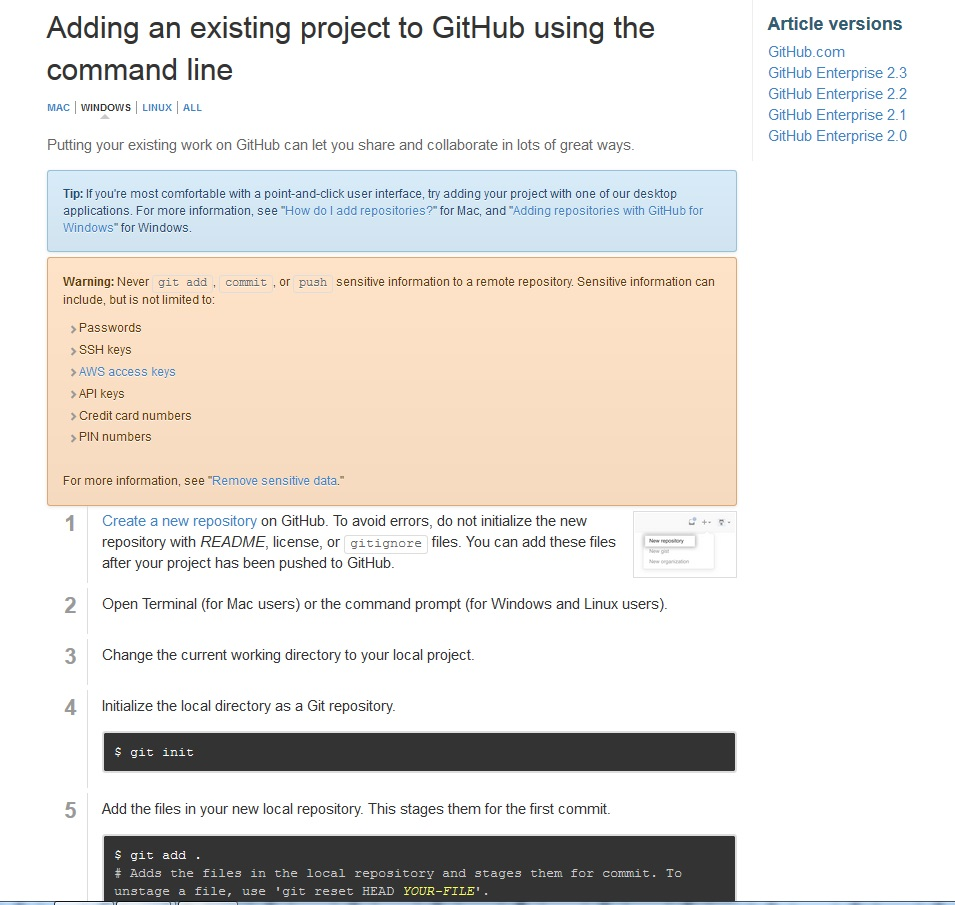 Adding an existing project to GitHub using the
command line
MAC | WINDOWS | LINUX | ALL
Putting your existing work on GitHub can let you share and collaborate in lots of great ways.
Tip: If you're most comfortable with a point-and-click user interface, try adding your project with one of our desktop
applications. For more information, see "How do I add repositories?" for Mac, and "Adding repositories with GitHub for
Windows" for Windows.
Warning: Never git add, commit, or push sensitive information to a remote repository. Sensitive information can
include, but is not limited to:
Passwords
SSH keys
AWS access keys
API keys
Credit card numbers
PIN numbers
For more information, see "Remove sensitive data."
1 Create a new repository on GitHub. To avoid errors, do not initialize the new
repository with README, license, or gitignore files. You can add these files
after your project has been pushed to GitHub.
New repository
New gist
New organization
2 Open Terminal (for Mac users) or the command prompt (for Windows and Linux users).
3 Change the current working directory to your local project.
4 Initialize the local directory as a Git repository.
$ git init
5 Add the files in your new local repository. This stages them for the first commit.
$ git add .
# Adds the files in the local repository and stages them for commit. To
unstage a file, use 'git reset HEAD YOUR-FILE'.
Article versions
GitHub.com
GitHub Enterprise 2.3
GitHub Enterprise 2.2
GitHub Enterprise 2.1
GitHub Enterprise 2.0